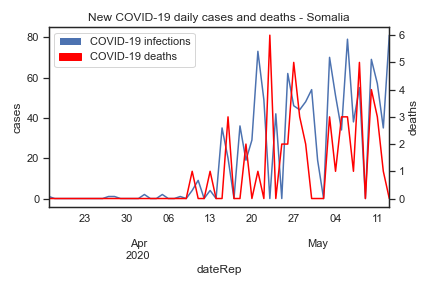 New COVID-19 daily cases and deaths - Somalia
COVID-19 infections
COVID-19 deaths
80
60
40
20
0
cases
6
5
4
3
2
1
0
deaths
23 30 06 13 20 27 04 11
Apr May
2020
dateRep